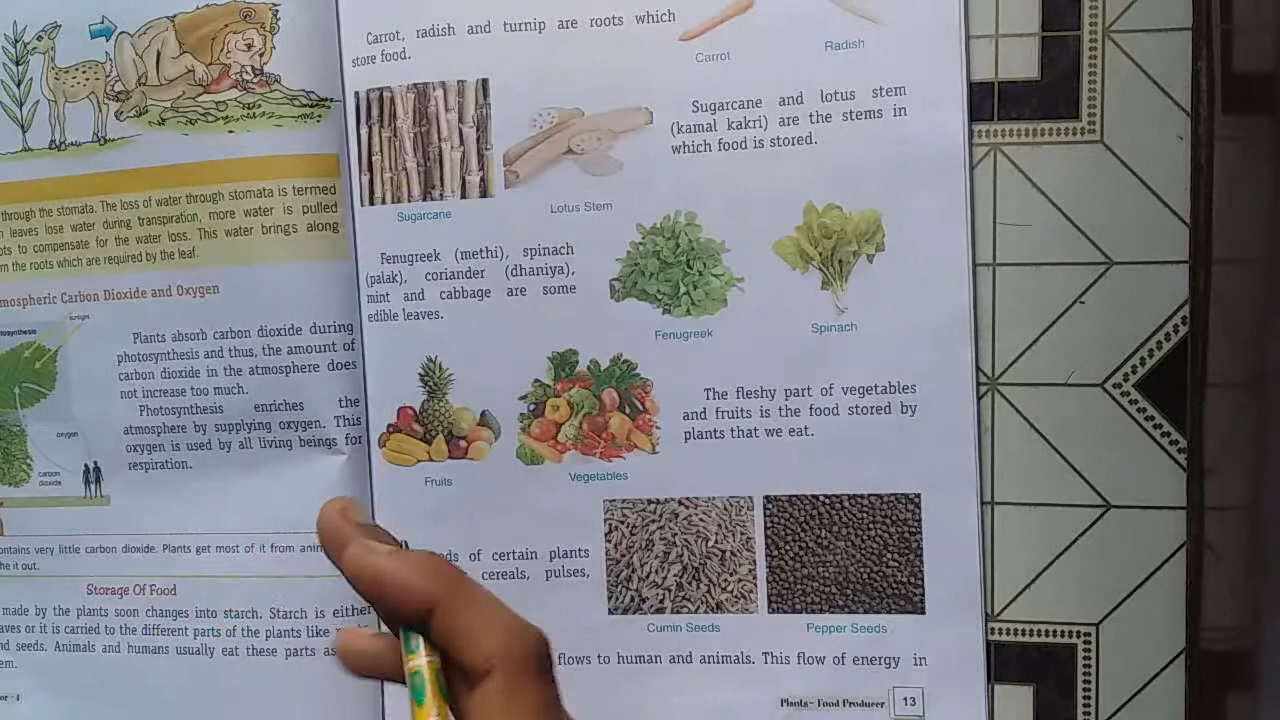 through the stomata. The loss of water through stomata is termed
leaves lose water during transpiration, more water is pulled
to compensate for the water loss. This water brings along
the roots which are required by the leaf.
Carbon Dioxide and Oxygen
sunlight
Plants absorb carbon dioxide during
photosynthesis and thus, the amount of
carbon dioxide in the atmosphere does
not increase too much.
Photosynthesis enriches the
atmosphere by supplying oxygen. This
oxygen is used by all living beings for
respiration.
oxygen
carbon
dioxide
very little carbon dioxide. Plants get most of it from
it out.
Storage Of Food
made by the plants soon changes into starch. Starch is either
or it is carried to the different parts of the plants like
seeds. Animals and humans usually eat these parts as
Carrot, radish and turnip are roots which
store food.
Carrot
Radish
Sugarcane
Lotus Stem
Sugarcane and lotus stem
(kamal kakri) are the stems in
which food is stored.
Fenugreek (methi), spinach
(palak), coriander (dhaniya),
mint and cabbage are some
edible leaves.
Fenugreek
Spinach
Fruits
Vegetables
The fleshy part of vegetables
and fruits is the food stored by
plants that we eat.
of certain plants
cereals, pulses,
Cumin Seeds
Pepper Seeds
flows to human and animals. This flow of energy in
Plants- Food Producer 13